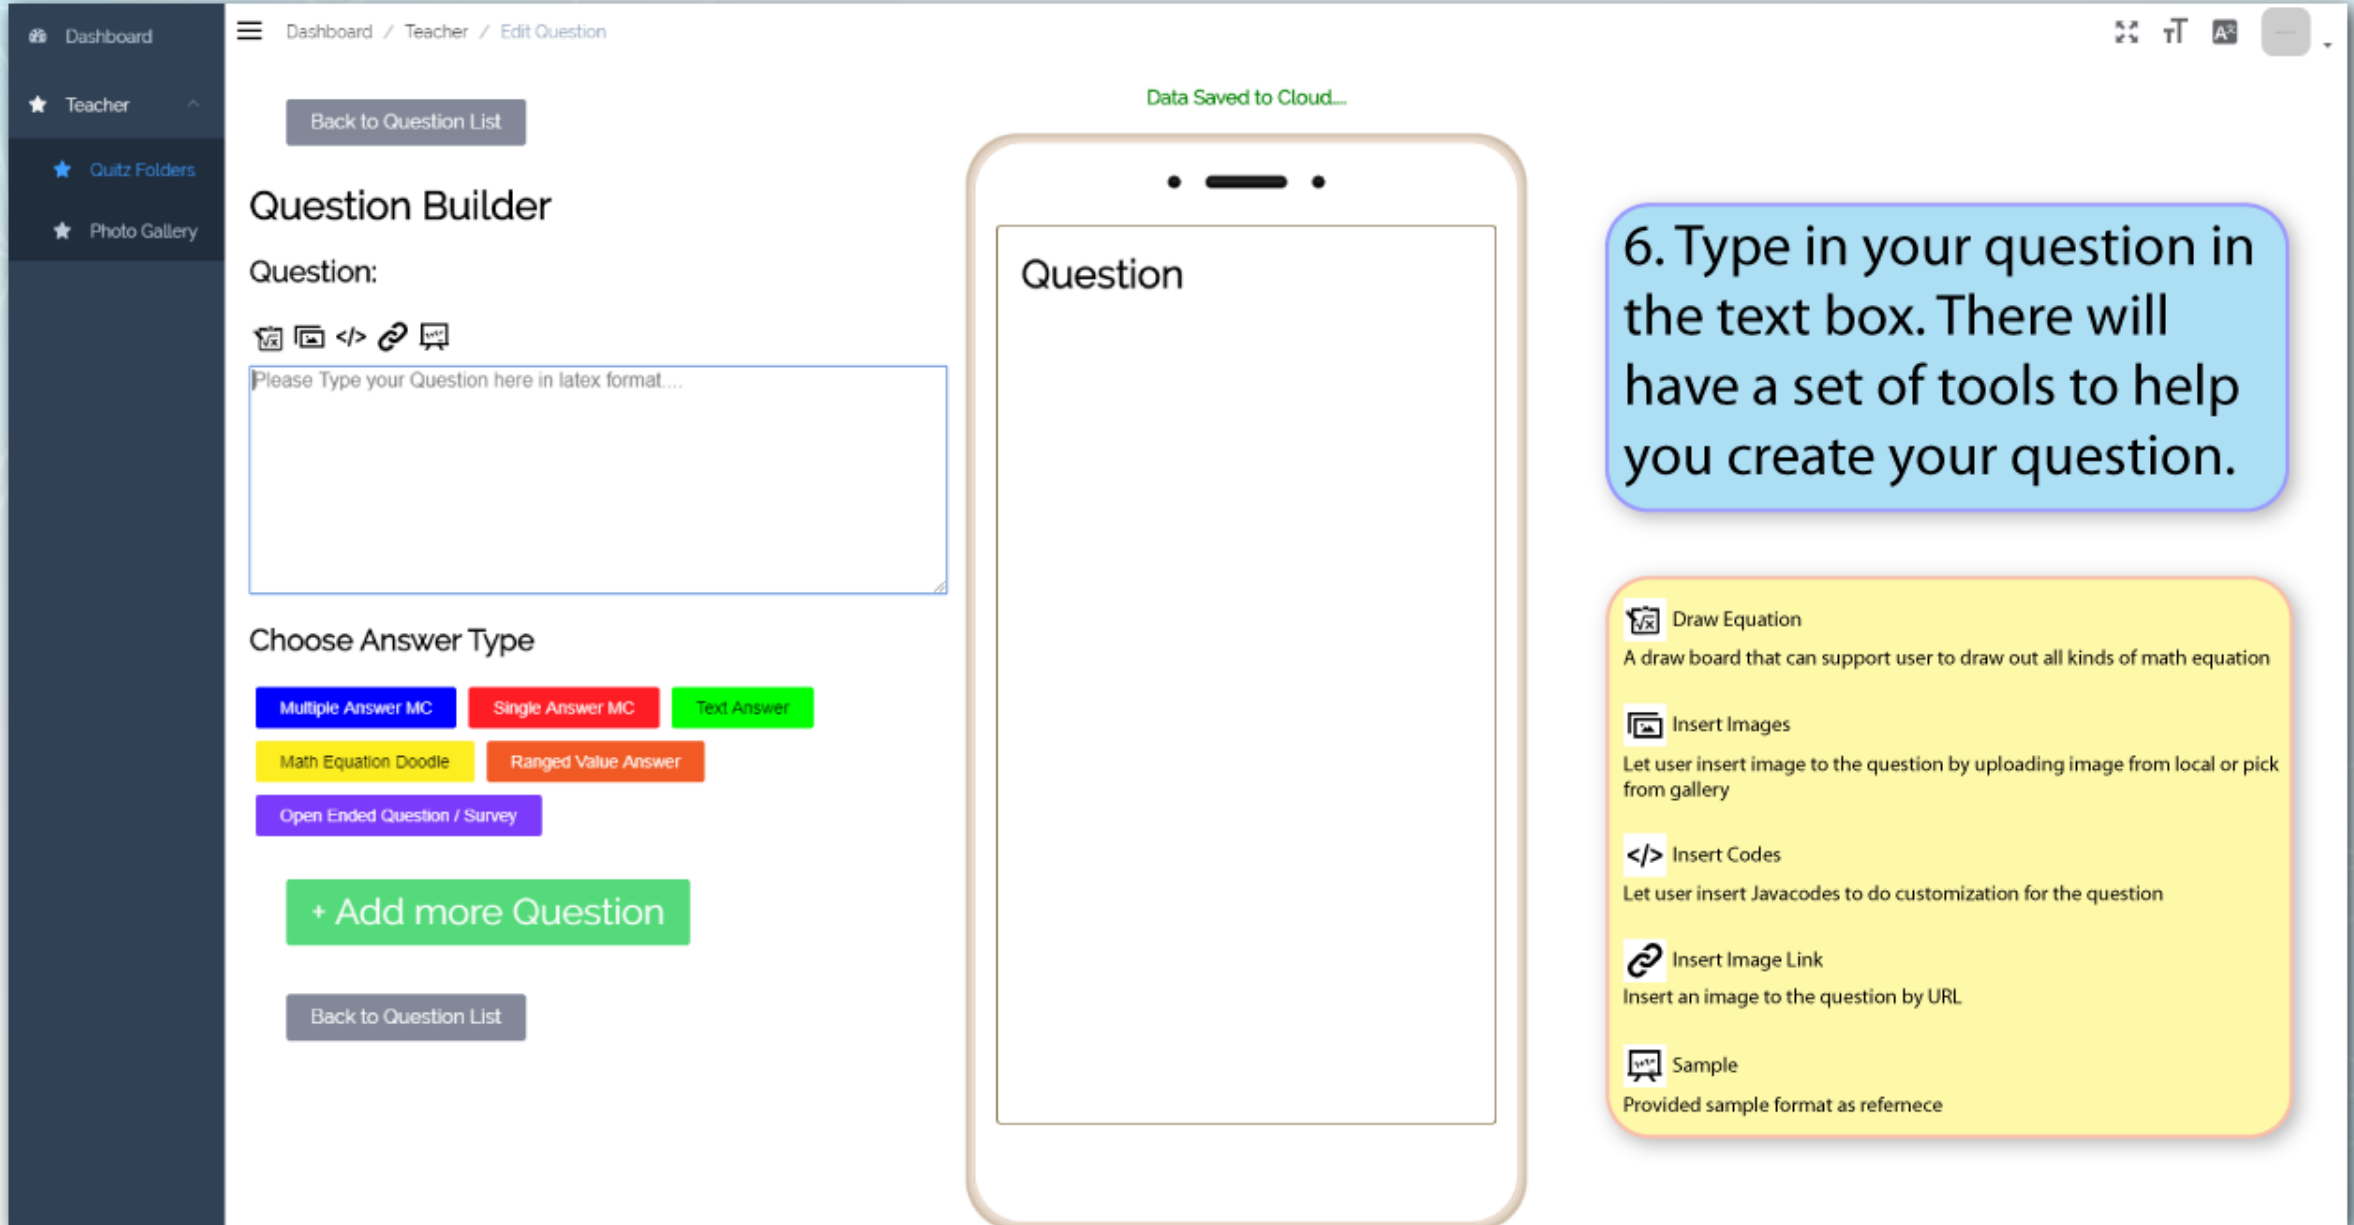 Dashboard
Teacher
Quitz Folders
Photo Gallery
Dashboard / Teacher / Edit Question
Back to Question List
Question Builder
Question:
Please Type your Question here in latex format....
Choose Answer Type
Multiple Answer MC
Single Answer MC
Text Answer
Math Equation Doodle
Ranged Value Answer
Open Ended Question / Survey
+ Add more Question
Back to Question List
Data Saved to Cloud....
Question
6. Type in your question in
the text box. There will
have a set of tools to help
you create your question.
Draw Equation
A draw board that can support user to draw out all kinds of math equation
Insert Images
Let user insert image to the question by uploading image from local or pick
from gallery
</> Insert Codes
Let user insert Javacodes to do customization for the question
Insert Image Link
Insert an image to the question by URL
Sample
Provided sample format as refernece